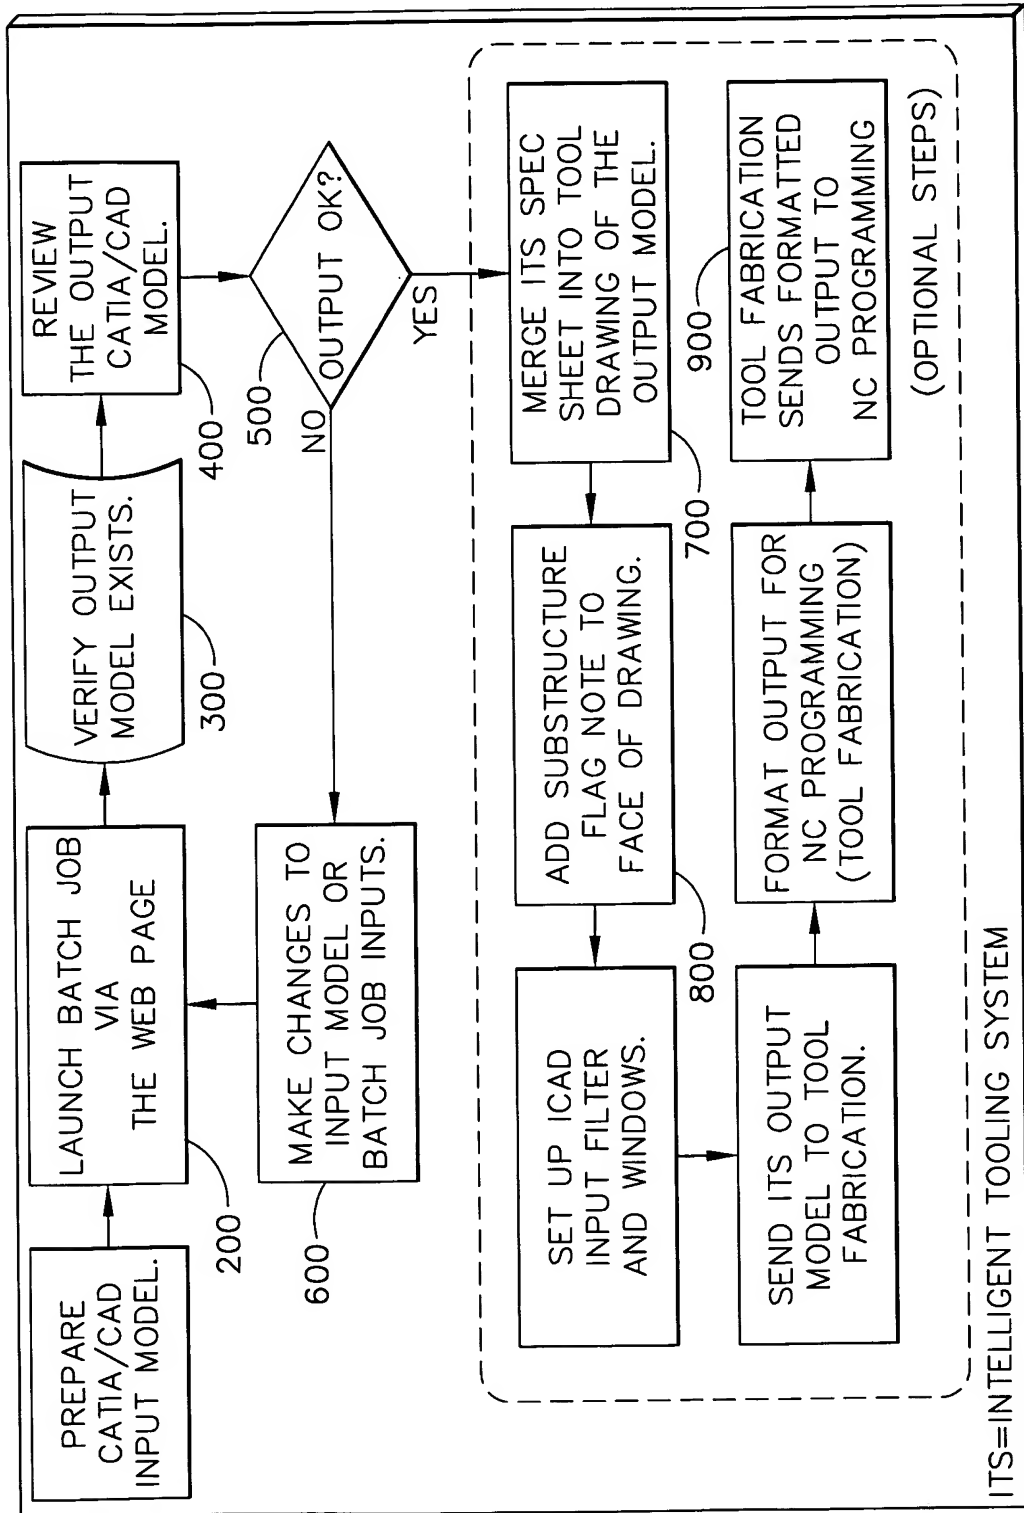 PREPARE
CATIA/CAD
INPUT MODEL.
LAUNCH BATCH JOB
VIA
THE WEB PAGE
200
VERIFY OUTPUT
MODEL EXISTS.
300
REVIEW
THE OUTPUT
CATIA/CAD
MODEL.
400
OUTPUT OK?
500
NO
YES
MAKE CHANGES TO
INPUT MODEL OR
BATCH JOB INPUTS.
600
MERGE ITS SPEC
SHEET INTO TOOL
DRAWING OF THE
OUTPUT MODEL.
700
ADD SUBSTRUCTURE
FLAG NOTE TO
FACE OF DRAWING.
800
SET UP ICAD
INPUT FILTER
AND WINDOWS.
SEND ITS OUTPUT
MODEL TO TOOL
FABRICATION.
FORMAT OUTPUT FOR
NC PROGRAMMING
(TOOL FABRICATION)
TOOL FABRICATION
SENDS FORMATTED
OUTPUT TO
NC PROGRAMMING
900
(OPTIONAL STEPS)
ITS=INTELLIGENT TOOLING SYSTEM